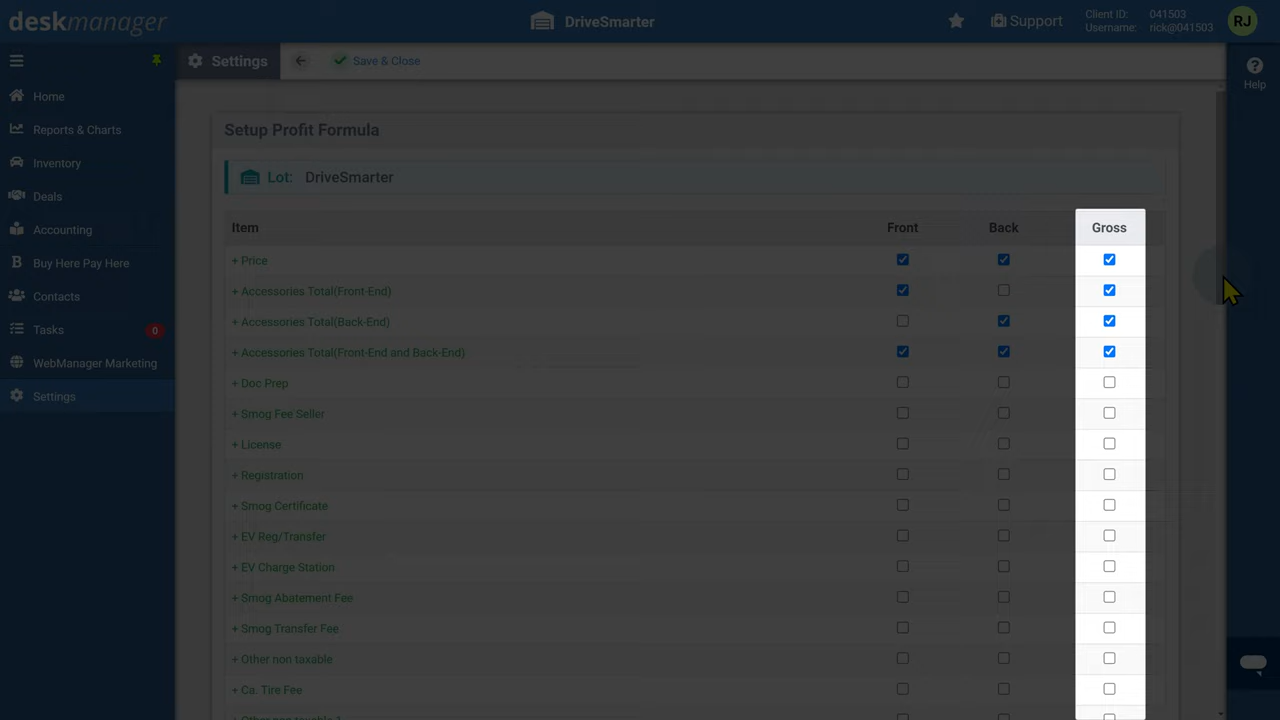 deskmanager
DriveSmarter
Support
Client ID: 041503
Username: rick@041503
RJ
Settings
Save & Close
Help
Home
Reports & Charts
Inventory
Deals
Accounting
Buy Here Pay Here
Contacts
Tasks 0
WebManager Marketing
Settings
Setup Profit Formula
Lot: DriveSmarter
Item Front Back Gross
+ Price
+ Accessories Total(Front-End)
+ Accessories Total(Back-End)
+ Accessories Total(Front-End and Back-End)
+ Doc Prep
+ Smog Fee Seller
+ License
+ Registration
+ Smog Certificate
+ EV Reg/Transfer
+ EV Charge Station
+ Smog Abatement Fee
+ Smog Transfer Fee
+ Other non taxable
+ Ca. Tire Fee
+ Other non taxable 1